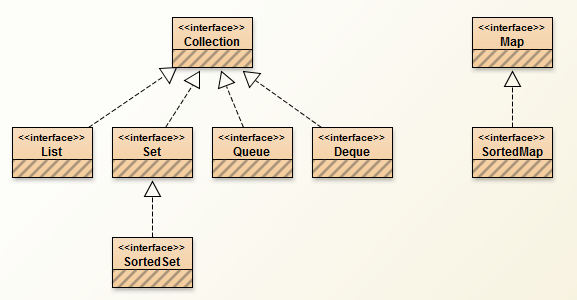 <<interface>>
Collection
<<interface>>
Map
<<interface>>
List
<<interface>>
Set
<<interface>>
Queue
<<interface>>
Deque
<<interface>>
SortedMap
<<interface>>
SortedSet